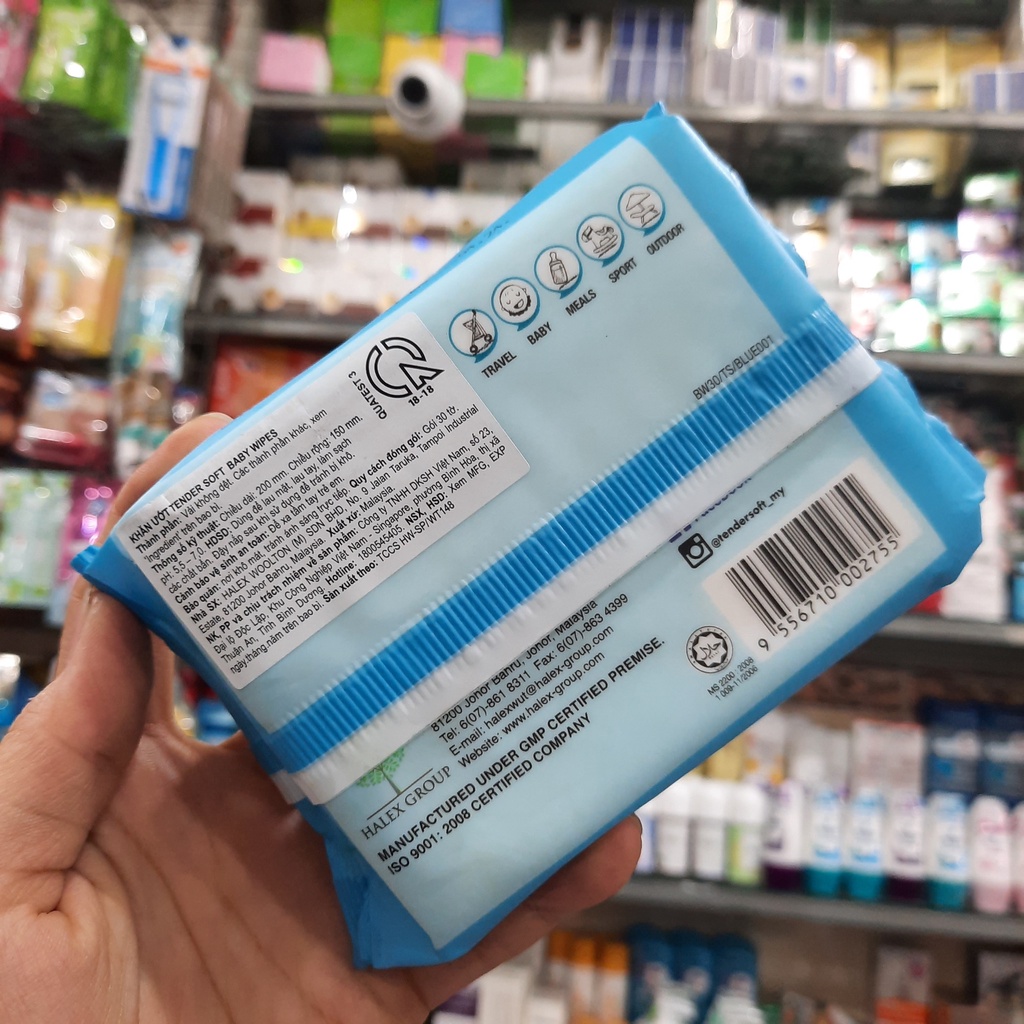 KHĂN ƯỚT TENDER SOFT BABY WIPES
Thành phần: Vải không dệt. Các thành phần khác, xem
Ingredient trên bao bì.
Thông số kỹ thuật: Chiều dài: 200 mm. Chiều rộng: 150 mm.
pH: 5,5 – 7,0. HDSD: Dùng để lau mặt, lau tay, làm sạch
các chất bẩn. Đậy nắp sau khi sử dụng để tránh bị khô.
Cảnh báo vệ sinh an toàn: Để xa tầm tay trẻ em.
Bảo quản: nơi khô mát, tránh ánh sáng trực tiếp. Quy cách đóng gói: Gói 30 tờ.
Nhà SX: HALEX WOOLTON (M) SDN BHD, No. 9, Jalan Taruka, Tampoi Industrial
Estate, 81200 Johor Bahru, Malaysia. Xuất xứ: Malaysia.
NK, PP và chịu trách nhiệm về sản phẩm: Công ty TNHH DKSH Việt Nam, số 23,
Đại lộ Độc Lập, Khu Công Nghiệp Việt Nam - Singapore, phường Bình Hòa, thị xã
Thuận An, Tỉnh Bình Dương. Hotline: 1800545405. NSX, HSD: Xem MFG, EXP
ngày.tháng.năm trên bao bì. Sản xuất theo: TCCS HW-SP/WT148
QUATEST 3
18-18
TRAVEL
BABY
MEALS
SPORT
OUTDOOR
BW30/TS/BLUE001
@tendersoft_my
9 556710 002755
MS 2200 : 2008
1 009-11/2006
81200 Johor Bahru, Johor, Malaysia
Tel: 6(07)-861 8311 Fax: 6(07)-863 4399
E-mail: halexwut@halex-group.com
Website: www.halex-group.com
HALEX GROUP
MANUFACTURED UNDER GMP CERTIFIED PREMISE.
ISO 9001: 2008 CERTIFIED COMPANY